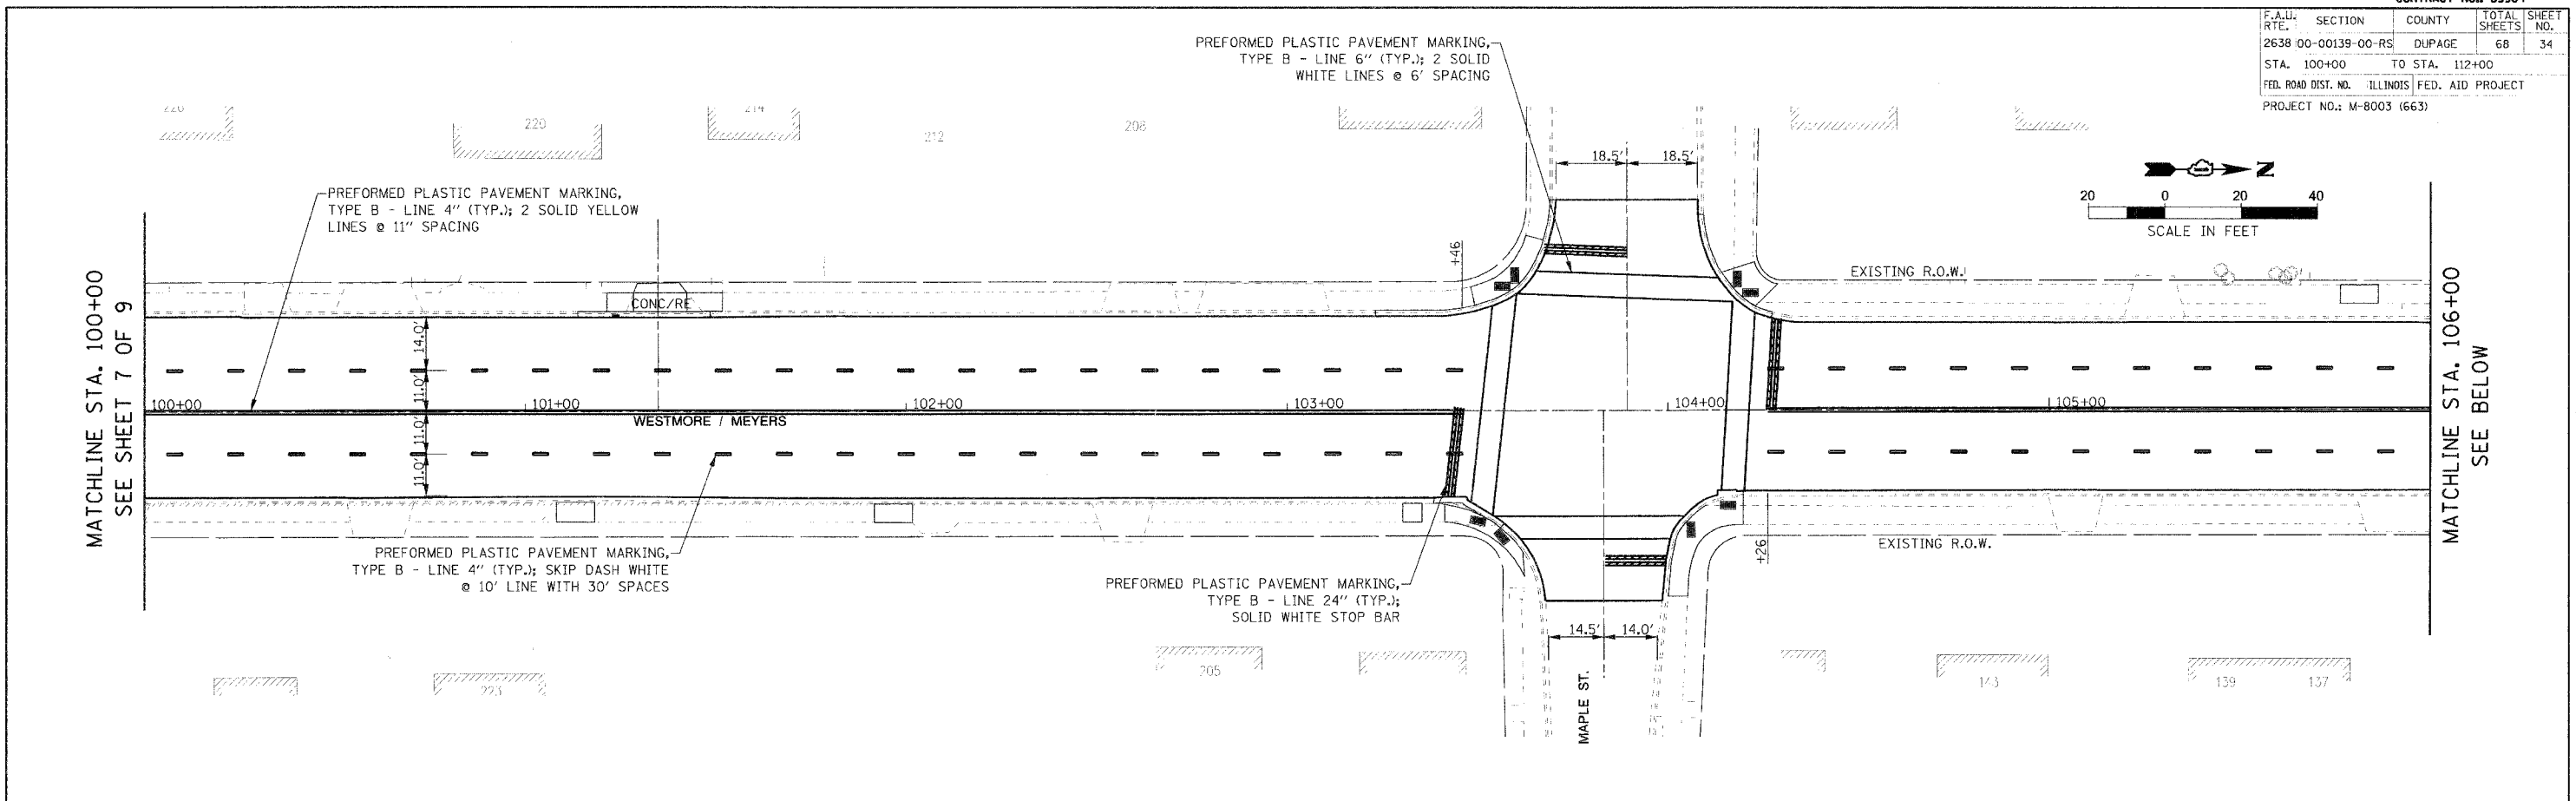 F.A.U. RTE. SECTION COUNTY TOTAL SHEETS SHEET NO.
2638 00-00139-00-RS DUPAGE 68 34
STA. 100+00 TO STA. 112+00
FED. ROAD DIST. NO. ILLINOIS FED. AID PROJECT
PROJECT NO.: M-8003 (663)
PREFORMED PLASTIC PAVEMENT MARKING,
TYPE B - LINE 6" (TYP.); 2 SOLID
WHITE LINES @ 6' SPACING
220
214
212
208
18.5' 18.5'
N
20 0 20 40
SCALE IN FEET
PREFORMED PLASTIC PAVEMENT MARKING,
TYPE B - LINE 4" (TYP.); 2 SOLID YELLOW
LINES @ 11" SPACING
+46
EXISTING R.O.W.
CONC/RE
MATCHLINE STA. 100+00
SEE SHEET 7 OF 9
14.0'
11.0'
11.0'
11.0'
100+00 101+00 102+00 103+00 104+00 105+00
WESTMORE / MEYERS
MATCHLINE STA. 106+00
SEE BELOW
PREFORMED PLASTIC PAVEMENT MARKING,
TYPE B - LINE 4" (TYP.); SKIP DASH WHITE
@ 10' LINE WITH 30' SPACES
PREFORMED PLASTIC PAVEMENT MARKING,
TYPE B - LINE 24" (TYP.);
SOLID WHITE STOP BAR
+26
EXISTING R.O.W.
14.5' 14.0'
MAPLE ST.
223
205
143
139
137